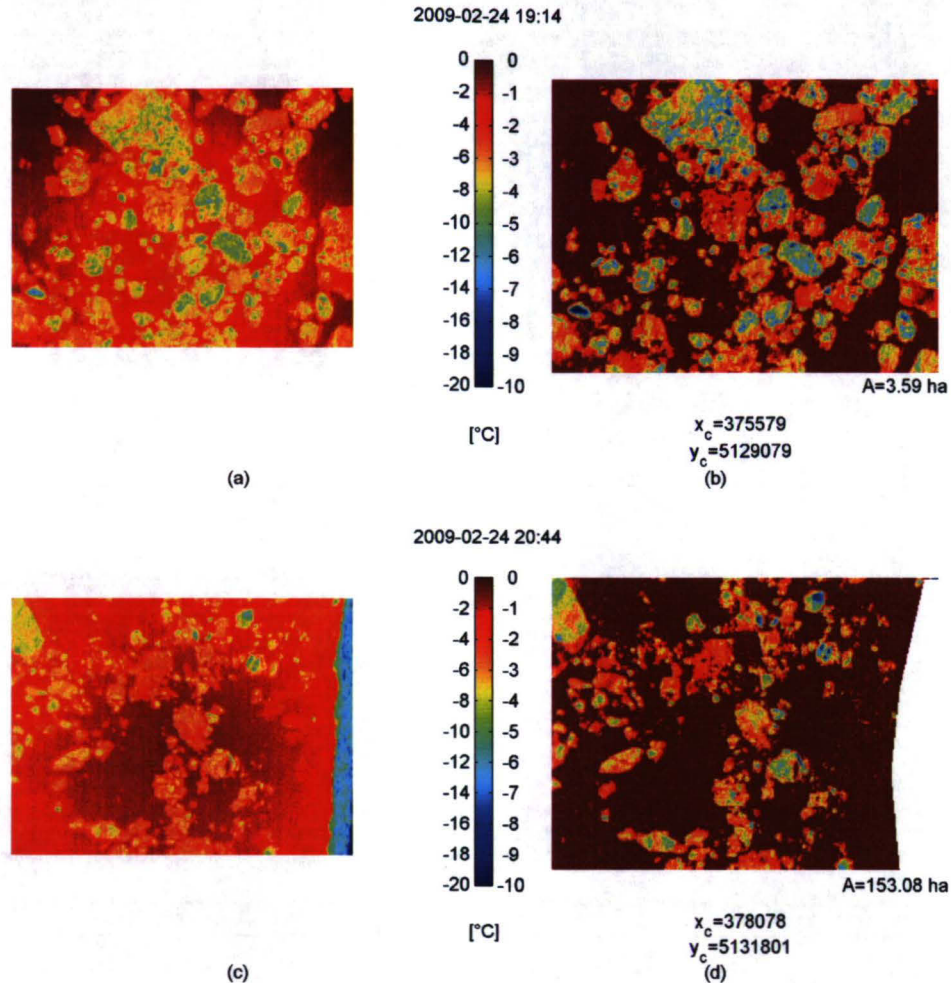 2009-02-24 19:14
0 0
-2 -1
-4 -2
-6 -3
-8 -4
-10 -5
-12 -6
-14 -7
-16 -8
-18 -9
-20 -10
[°C]
A=3.59 ha
x_c=375579
y_c=5129079
(a)
(b)
2009-02-24 20:44
0 0
-2 -1
-4 -2
-6 -3
-8 -4
-10 -5
-12 -6
-14 -7
-16 -8
-18 -9
-20 -10
[°C]
A=153.08 ha
x_c=378078
y_c=5131801
(c)
(d)